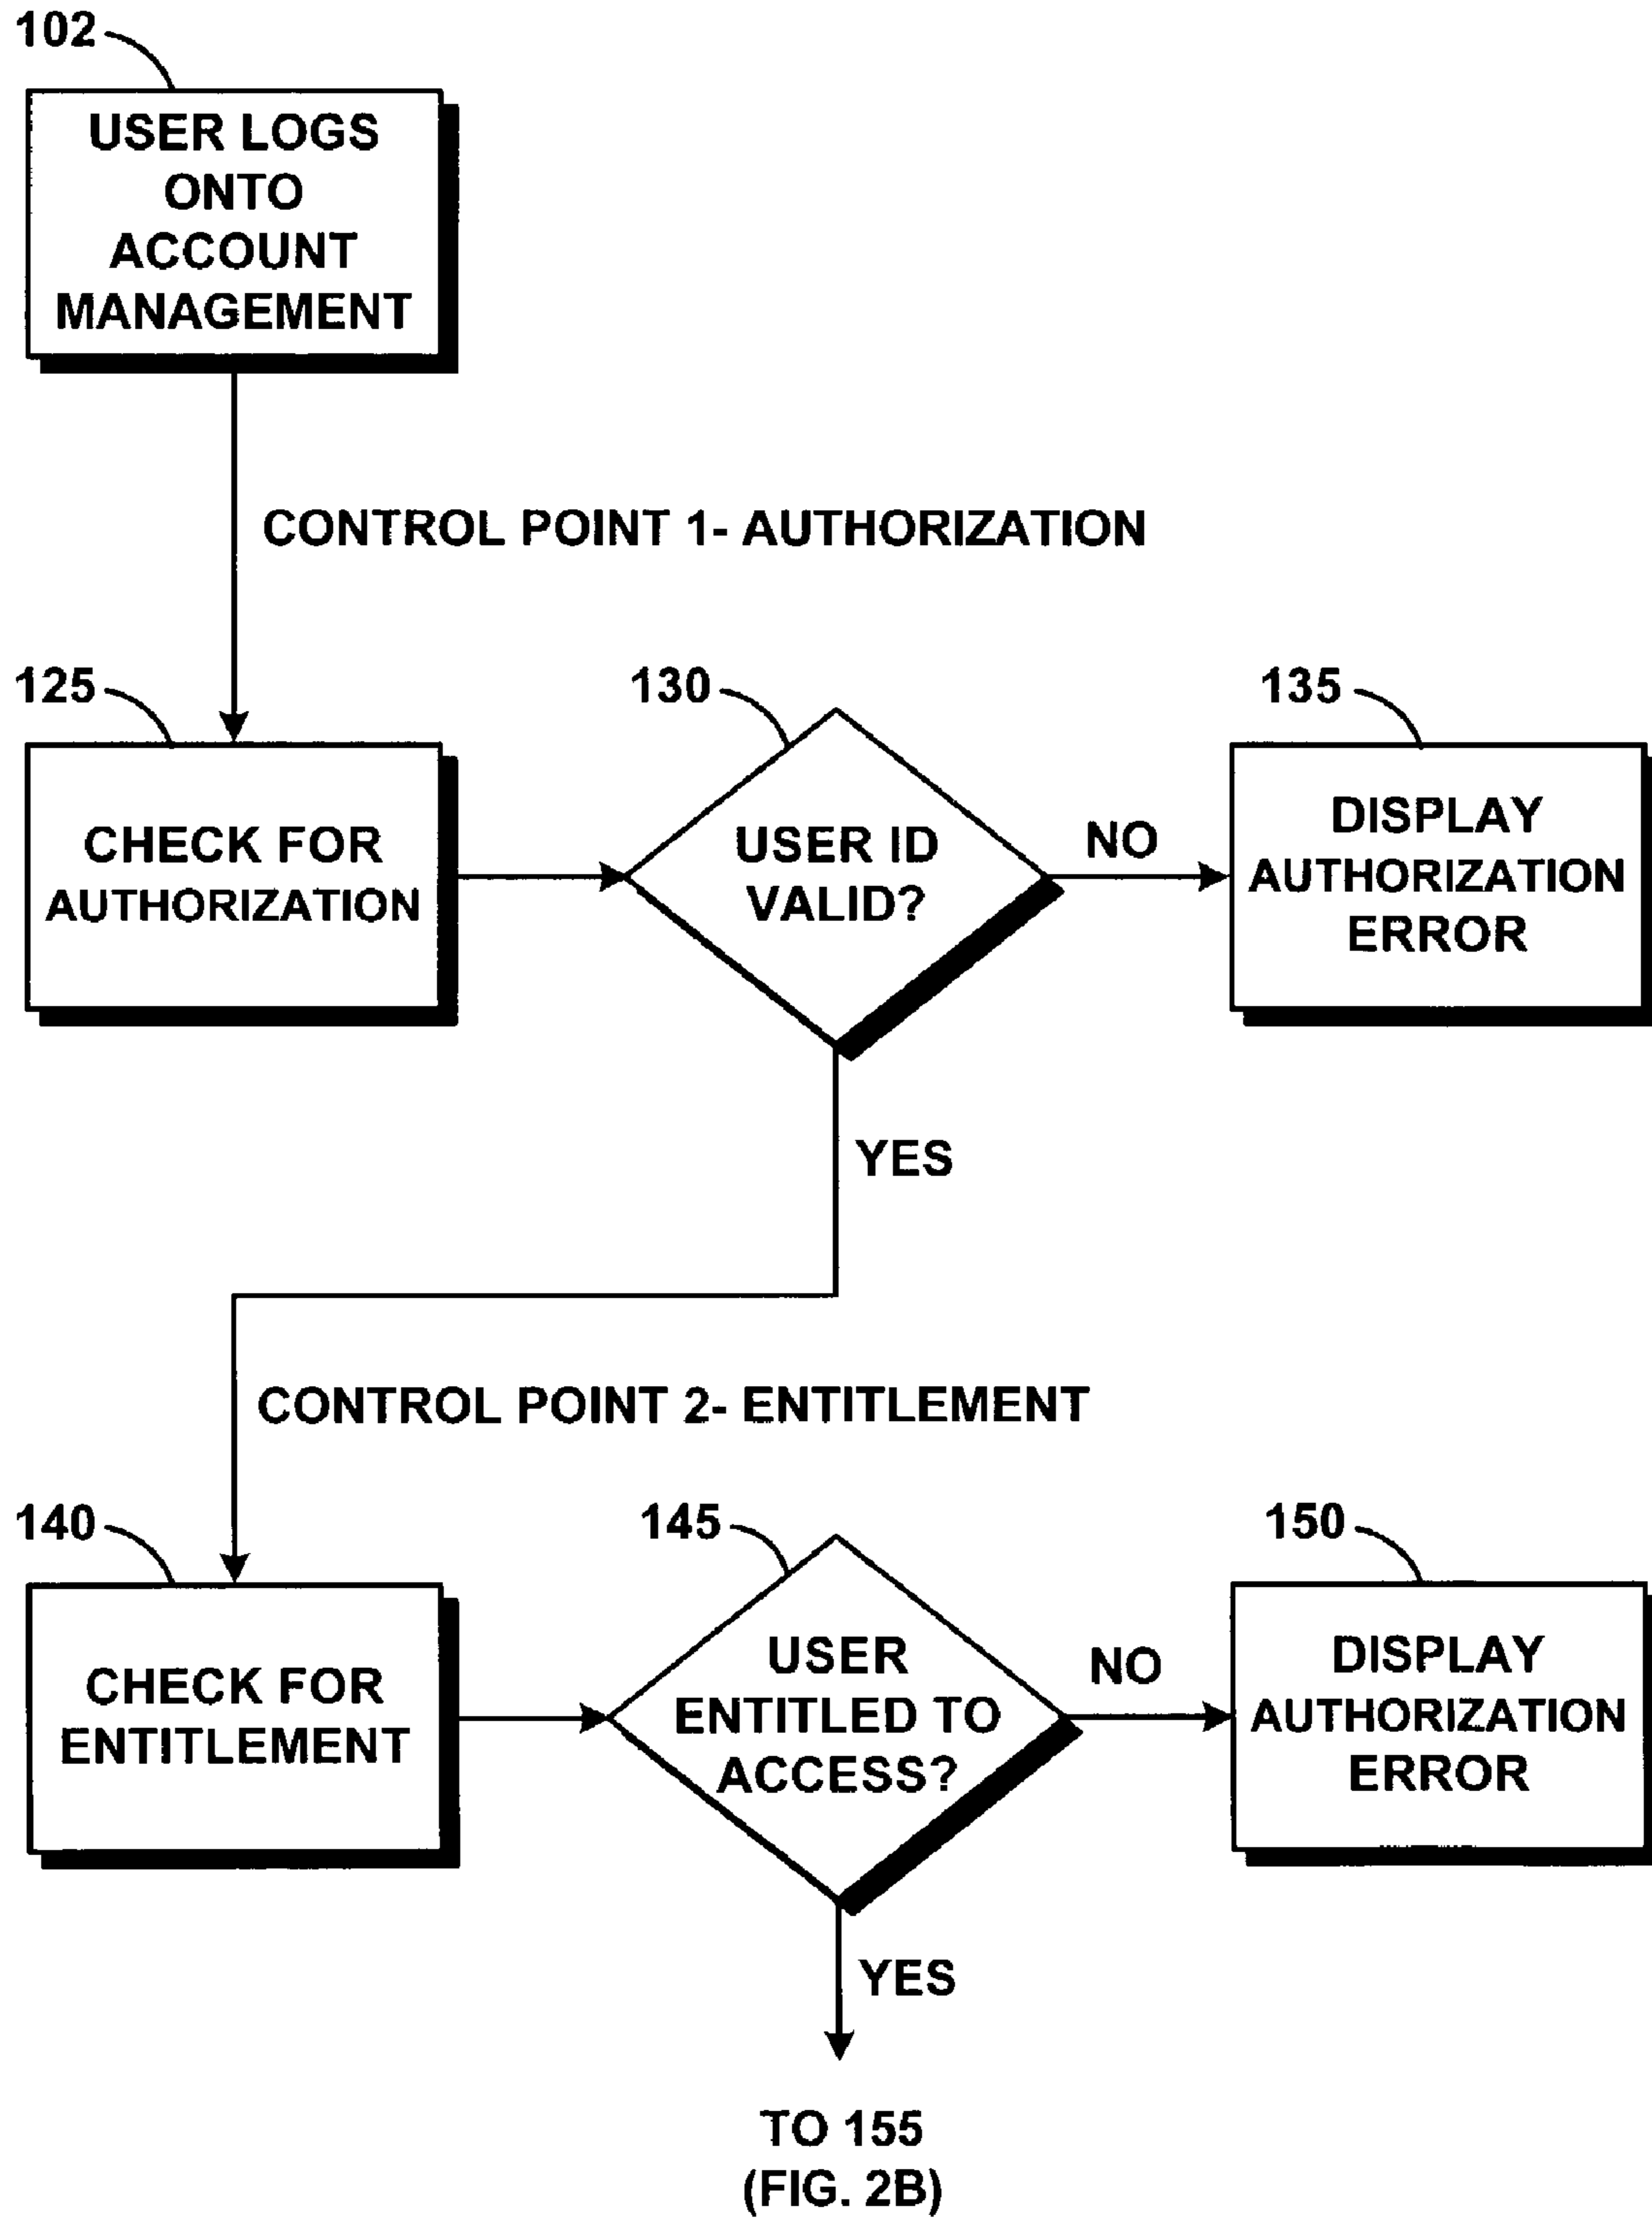 102
USER LOGS
ONTO
ACCOUNT
MANAGEMENT
CONTROL POINT 1- AUTHORIZATION
125
130
135
CHECK FOR
AUTHORIZATION
USER ID
VALID?
NO
DISPLAY
AUTHORIZATION
ERROR
YES
CONTROL POINT 2- ENTITLEMENT
140
145
150
CHECK FOR
ENTITLEMENT
USER
ENTITLED TO
ACCESS?
NO
DISPLAY
AUTHORIZATION
ERROR
YES
TO 155
(FIG. 2B)